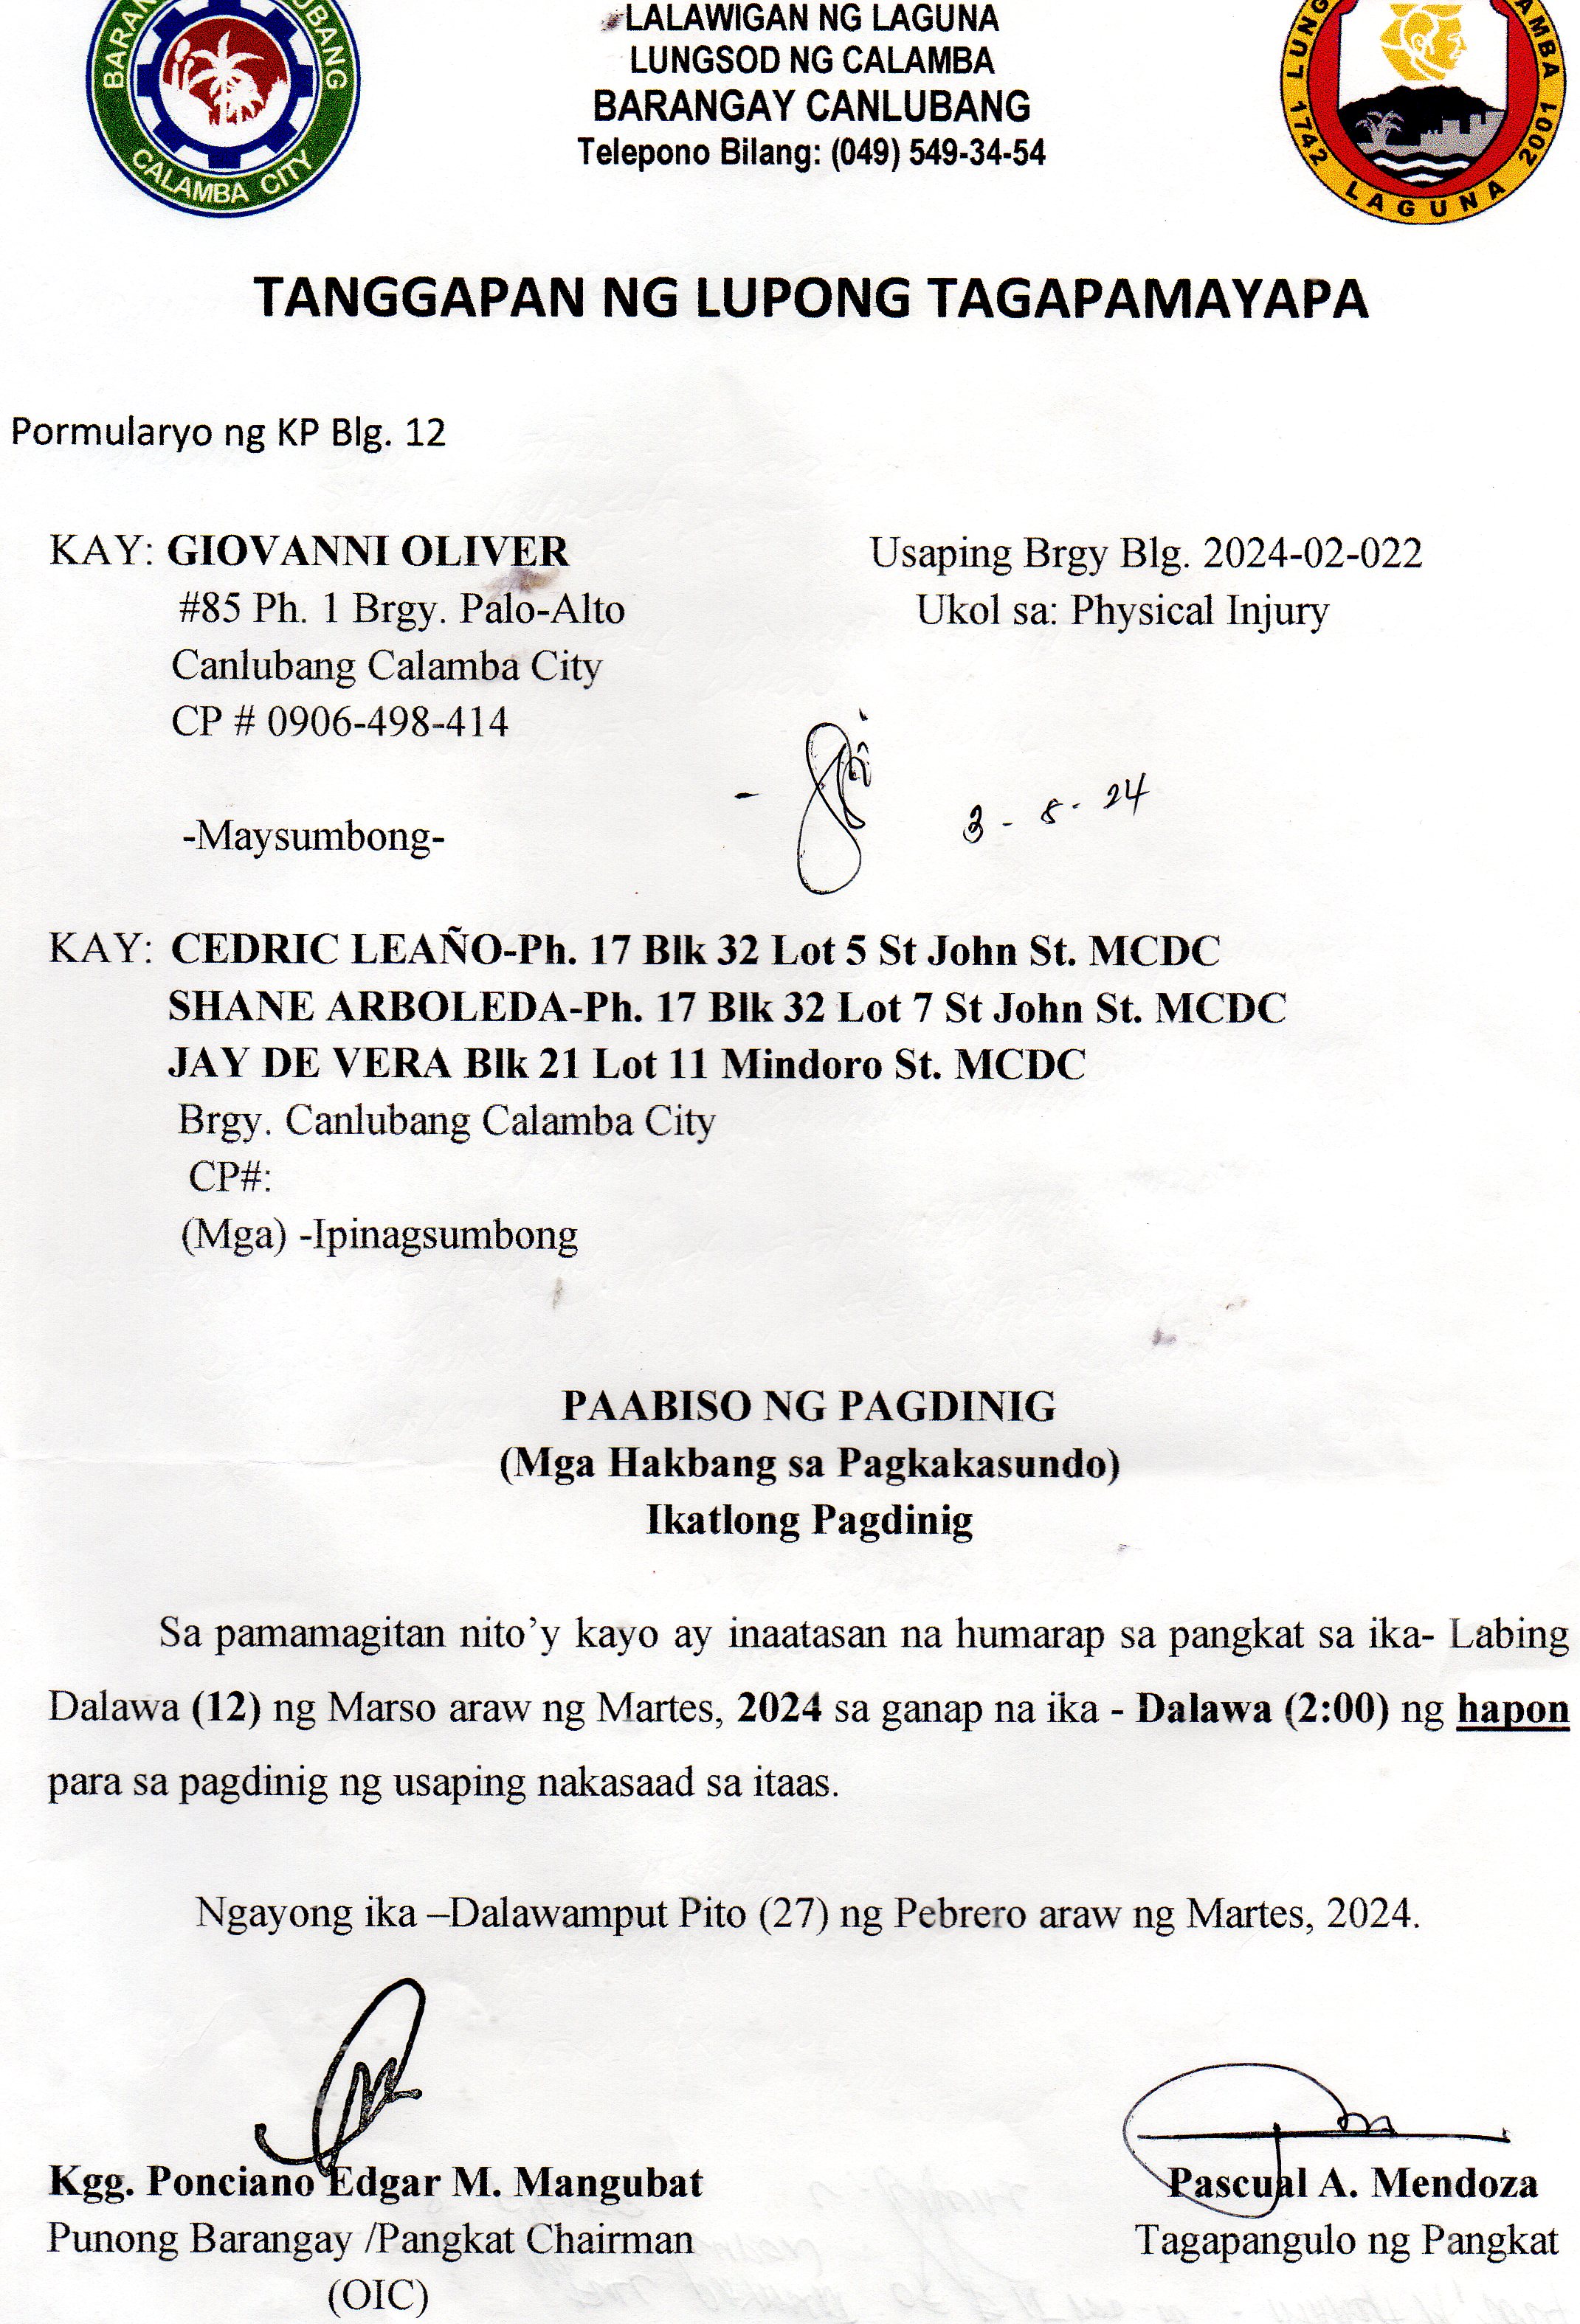 BARAN UBANG
CALAMBA CITY
LALAWIGAN NG LAGUNA
LUNGSOD NG CALAMBA
BARANGAY CANLUBANG
Telepono Bilang: (049) 549-34-54
LUNG AMBA
1742 LAGUNA 2001
TANGGAPAN NG LUPONG TAGAPAMAYAPA
Pormularyo ng KP Blg. 12
KAY: GIOVANNI OLIVER Usaping Brgy Blg. 2024-02-022
#85 Ph. 1 Brgy. Palo-Alto Ukol sa: Physical Injury
Canlubang Calamba City
CP # 0906-498-414
3 - 8 - 24
-Maysumbong-
KAY: CEDRIC LEAÑO-Ph. 17 Blk 32 Lot 5 St John St. MCDC
SHANE ARBOLEDA-Ph. 17 Blk 32 Lot 7 St John St. MCDC
JAY DE VERA Blk 21 Lot 11 Mindoro St. MCDC
Brgy. Canlubang Calamba City
CP#:
(Mga) -Ipinagsumbong
PAABISO NG PAGDINIG
(Mga Hakbang sa Pagkakasundo)
Ikatlong Pagdinig
Sa pamamagitan nito’y kayo ay inaatasan na humarap sa pangkat sa ika- Labing
Dalawa (12) ng Marso araw ng Martes, 2024 sa ganap na ika - Dalawa (2:00) ng hapon
para sa pagdinig ng usaping nakasaad sa itaas.
Ngayong ika –Dalawamput Pito (27) ng Pebrero araw ng Martes, 2024.
Kgg. Ponciano Edgar M. Mangubat Pascual A. Mendoza
Punong Barangay /Pangkat Chairman Tagapangulo ng Pangkat
(OIC)